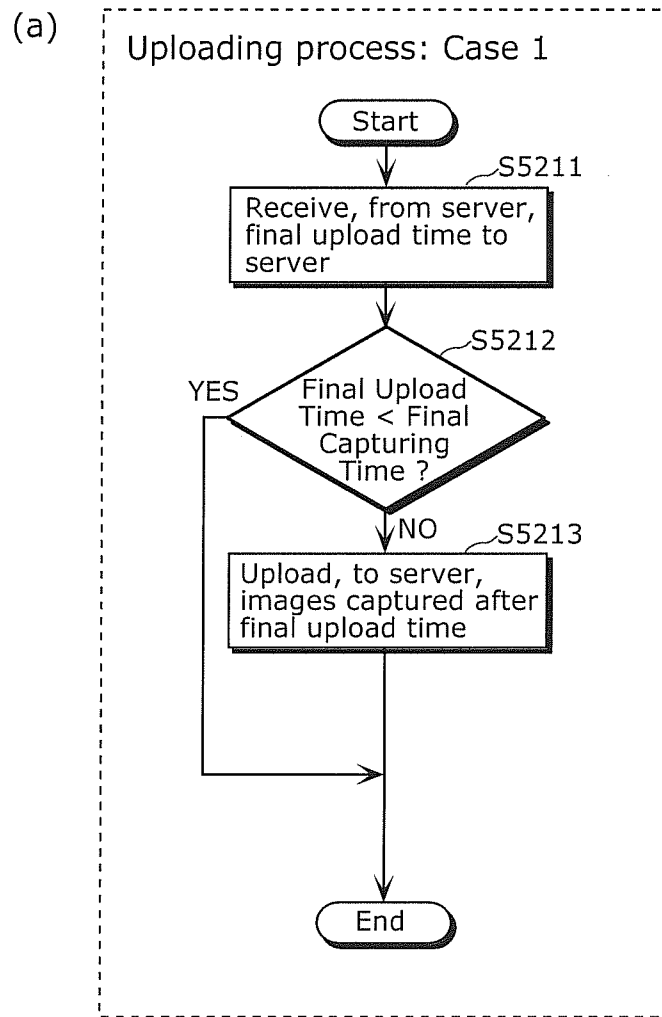 (a)
Uploading process: Case 1
Start
S5211
Receive, from server,
final upload time to
server
S5212
YES
Final Upload
Time < Final
Capturing
Time ?
NO
S5213
Upload, to server,
images captured after
final upload time
End